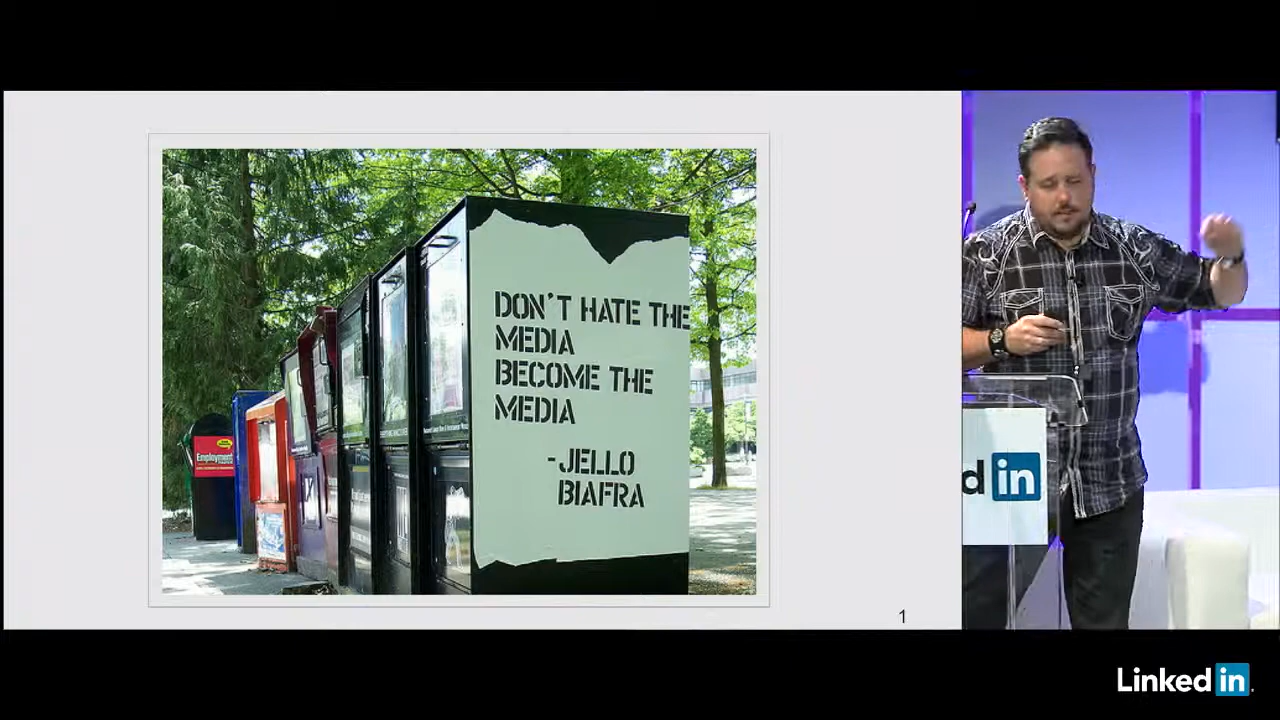 DON'T HATE THE
MEDIA
BECOME THE
MEDIA
-JELLO
BIAFRA
Employment
1
d in
Linked in